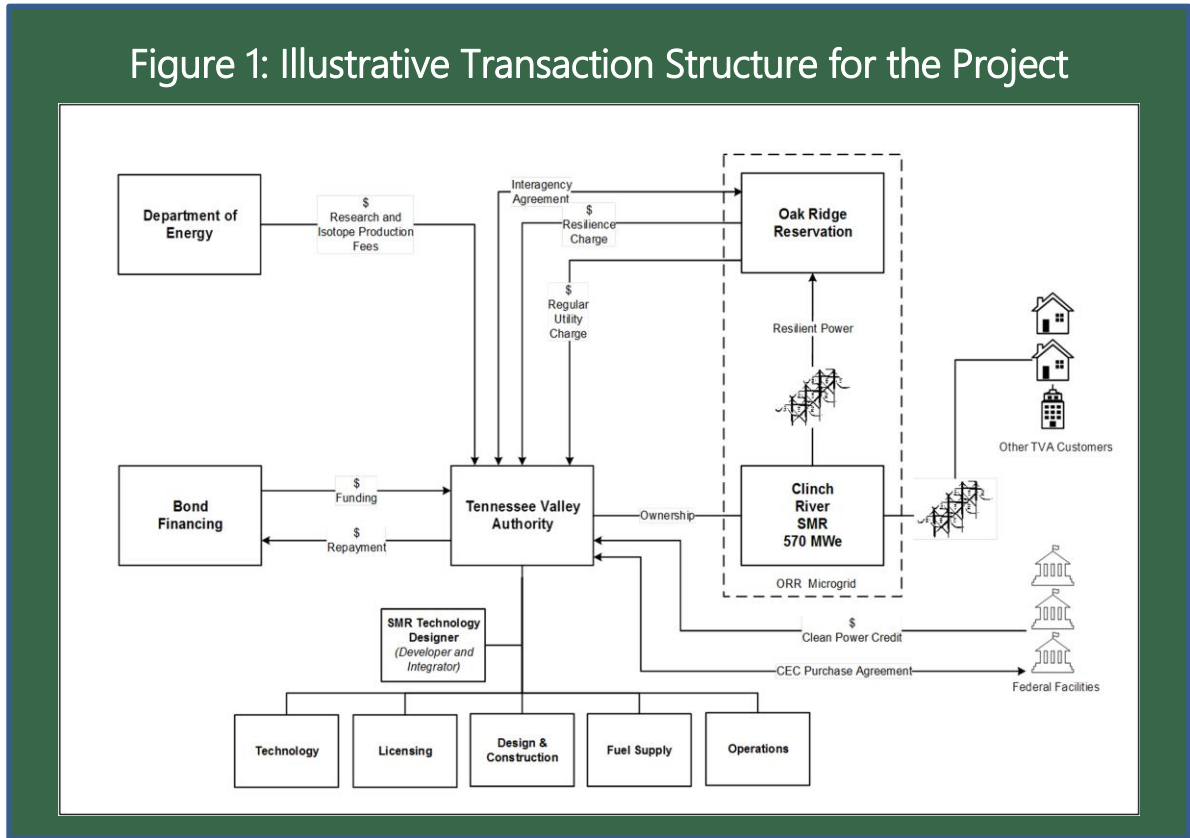 Figure 1: Illustrative Transaction Structure for the Project
Department of
Energy
$
Research and
Isotope Production
Fees
Interagency
Agreement
$
Resilience
Charge
$
Regular
Utility
Charge
Oak Ridge
Reservation
Resilient Power
Other TVA Customers
Bond
Financing
$
Funding
$
Repayment
Tennessee Valley
Authority
Ownership
Clinch
River
SMR
570 MWe
ORR Microgrid
$
Clean Power Credit
CEC Purchase Agreement
Federal Facilities
SMR Technology
Designer
(Developer and
Integrator)
Technology
Licensing
Design &
Construction
Fuel Supply
Operations